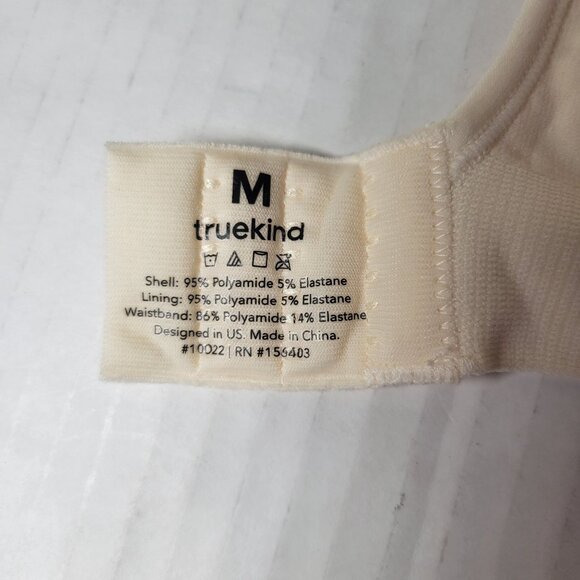 M
truekind
Shell: 95% Polyamide 5% Elastane
Lining: 95% Polyamide 5% Elastane
Waistband: 86% Polyamide 14% Elastane
Designed in US. Made in China.
#10022 | RN #156403